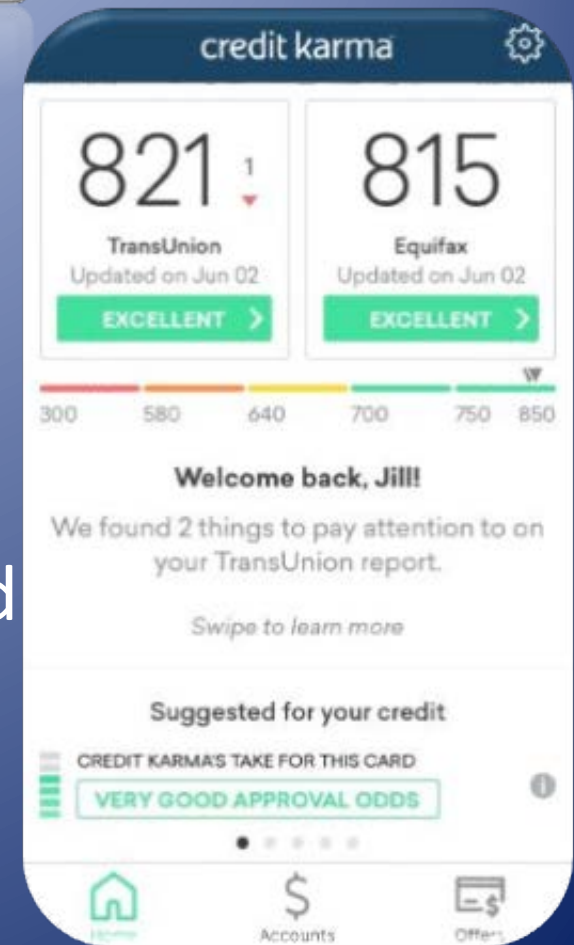 credit karma
821 1
815
TransUnion
Equifax
Updated on Jun 02
Updated on Jun 02
EXCELLENT >
EXCELLENT >
300 580 640 700 750 850
Welcome back, Jill!
We found 2 things to pay attention to on
your TransUnion report.
d
Swipe to learn more
Suggested for your credit
CREDIT KARMA'S TAKE FOR THIS CARD
VERY GOOD APPROVAL ODDS
i
Home
Accounts
Offers